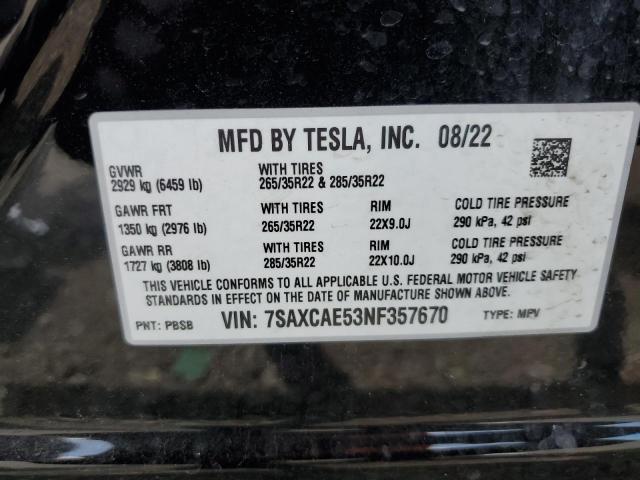 MFD BY TESLA, INC. 08/22
GVWR WITH TIRES
2929 kg (6459 lb) 265/35R22 & 285/35R22
GAWR FRT WITH TIRES RIM COLD TIRE PRESSURE
1350 kg (2976 lb) 265/35R22 22X9.0J 290 kPa, 42 psi
GAWR RR WITH TIRES RIM COLD TIRE PRESSURE
1727 kg (3808 lb) 285/35R22 22X10.0J 290 kPa, 42 psi
THIS VEHICLE CONFORMS TO ALL APPLICABLE U.S. FEDERAL MOTOR VEHICLE SAFETY
STANDARDS IN EFFECT ON THE DATE OF MANUFACTURE SHOWN ABOVE.
PNT: PBSB VIN: 7SAXCAE53NF357670 TYPE: MPV